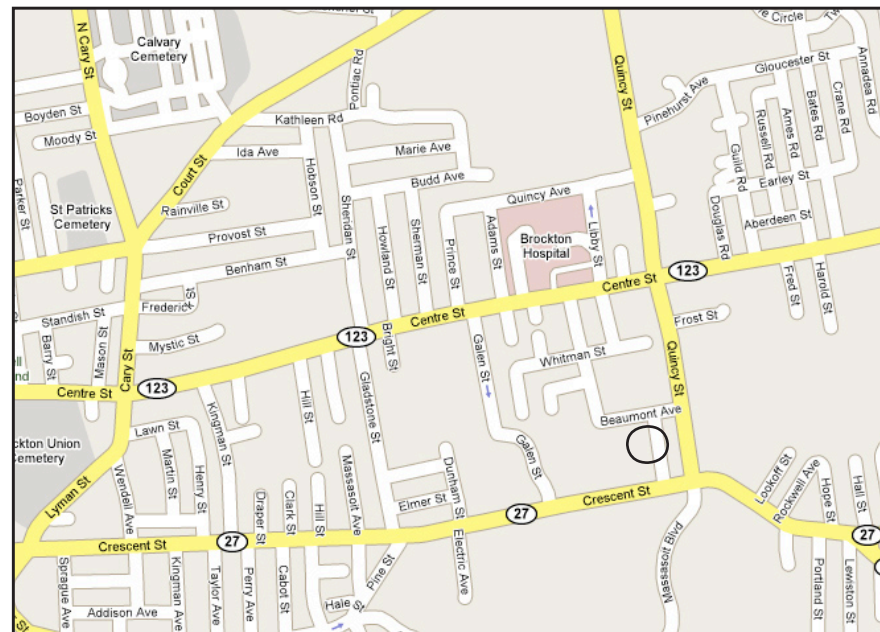 N Cary St
Calvary
Cemetery
Pontiac Rd
Quincy St
Circle
Pinehurst Ave
Gloucester St
Annadea Rd
Boyden St
Moody St
Kathleen Rd
Court St
Ida Ave
Marie Ave
Hobson St
Budd Ave
Guild Rd
Russell Rd
Ames Rd
Bates Rd
Crane Rd
Parker St
St Patricks
Cemetery
Rainville St
Sheridan St
Quincy Ave
Earley St
Provost St
Howland St
Sherman St
Prince St
Adams St
Brockton
Hospital
Libby St
Douglas Rd
Aberdeen St
Benham St
Centre St
123
Fred St
Harold St
Frederick St
Standish St
Barry St
Mason St
Cary St
Mystic St
123
Centre St
Bright St
Galen St
Whitman St
Frost St
Quincy St
Centre St
123
Gladstone St
Hill St
Kingman St
Beaumont Ave
Lawn St
Union
Cemetery
Martin St
Henry St
Wendell Ave
Lyman St
Massasoit Ave
Dunham St
Galen St
Lookoff St
Rockwell Ave
Hope St
Hall St
Draper St
Clark St
Hill St
Elmer St
Crescent St
27
27
Crescent St
27
Pine St
Electric Ave
Massasoit Blvd
Sprague Ave
Kingman Ave
Taylor Ave
Perry Ave
Cabot St
Hale St
Portland St
Lewiston St
Addison Ave